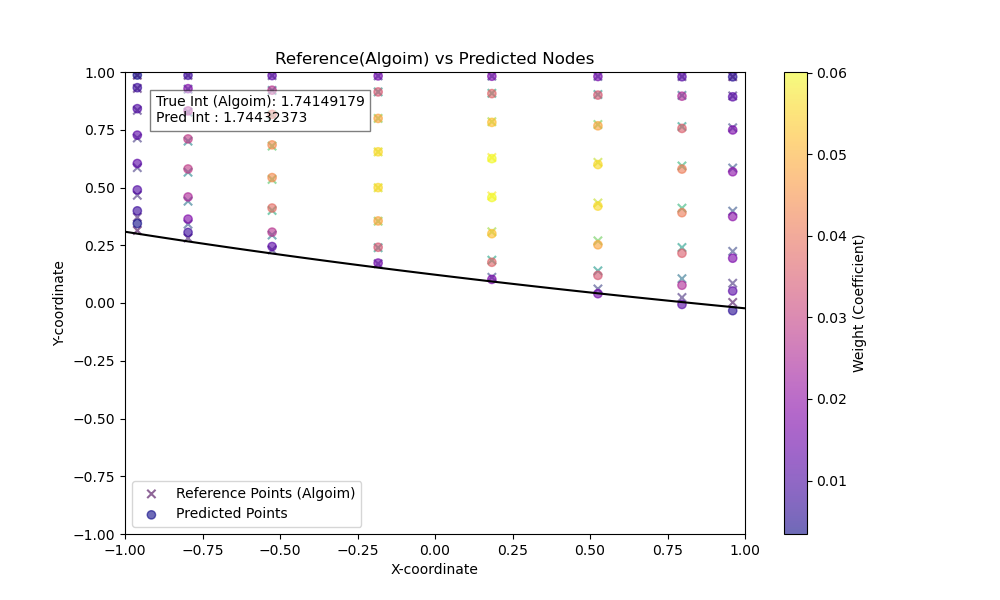 Reference(Algoim) vs Predicted Nodes
True Int (Algoim): 1.74149179
Pred Int : 1.74432373
1.00
0.75
0.50
0.25
0.00
−0.25
−0.50
−0.75
−1.00
Y-coordinate
Reference Points (Algoim)
Predicted Points
−1.00 −0.75 −0.50 −0.25 0.00 0.25 0.50 0.75 1.00
X-coordinate
0.06
0.05
0.04
0.03
0.02
0.01
Weight (Coefficient)